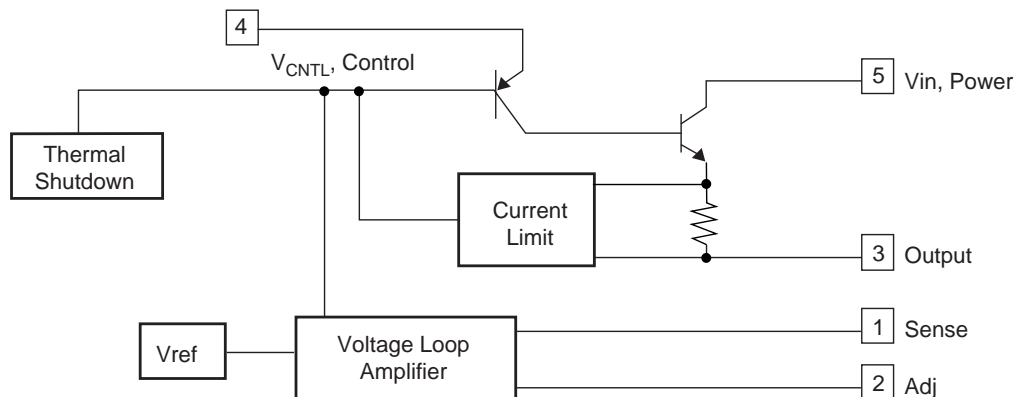 4
V_CNTL, Control
5 Vin, Power
Thermal
Shutdown
Current
Limit
3 Output
1 Sense
Vref
Voltage Loop
Amplifier
2 Adj